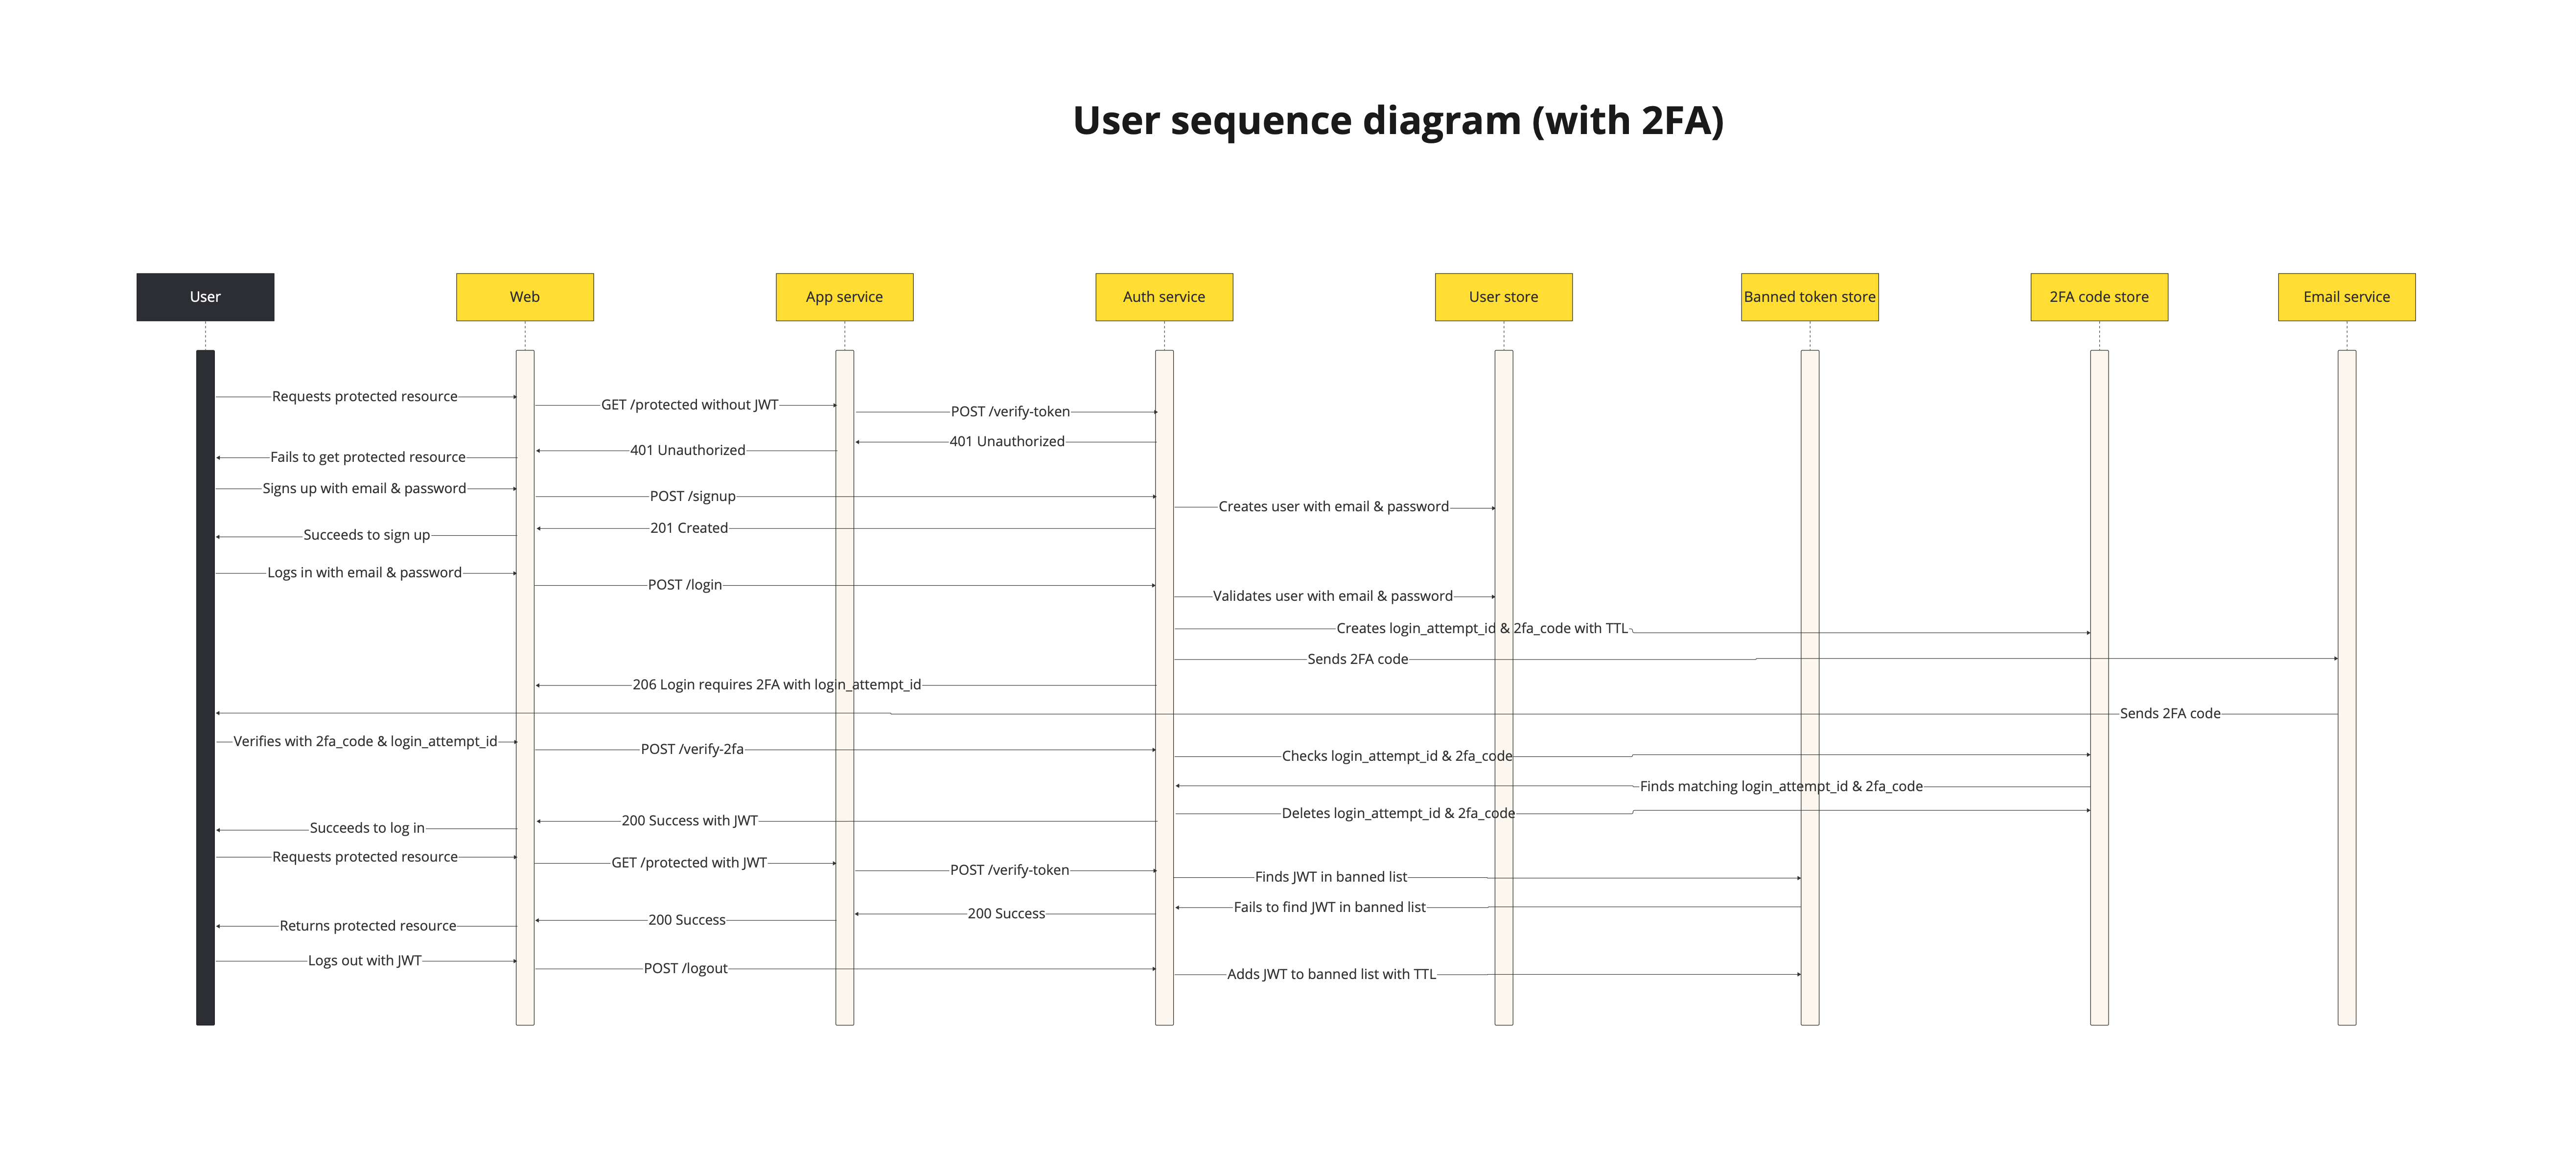 User sequence diagram (with 2FA)
User
Web
App service
Auth service
User store
Banned token store
2FA code store
Email service
Requests protected resource
GET /protected without JWT
POST /verify-token
401 Unauthorized
401 Unauthorized
Fails to get protected resource
Signs up with email & password
POST /signup
Creates user with email & password
201 Created
Succeeds to sign up
Logs in with email & password
POST /login
Validates user with email & password
Creates login_attempt_id & 2fa_code with TTL
Sends 2FA code
206 Login requires 2FA with login_attempt_id
Sends 2FA code
Verifies with 2fa_code & login_attempt_id
POST /verify-2fa
Checks login_attempt_id & 2fa_code
Finds matching login_attempt_id & 2fa_code
Deletes login_attempt_id & 2fa_code
200 Success with JWT
Succeeds to log in
Requests protected resource
GET /protected with JWT
POST /verify-token
Finds JWT in banned list
Fails to find JWT in banned list
200 Success
200 Success
Returns protected resource
Logs out with JWT
POST /logout
Adds JWT to banned list with TTL